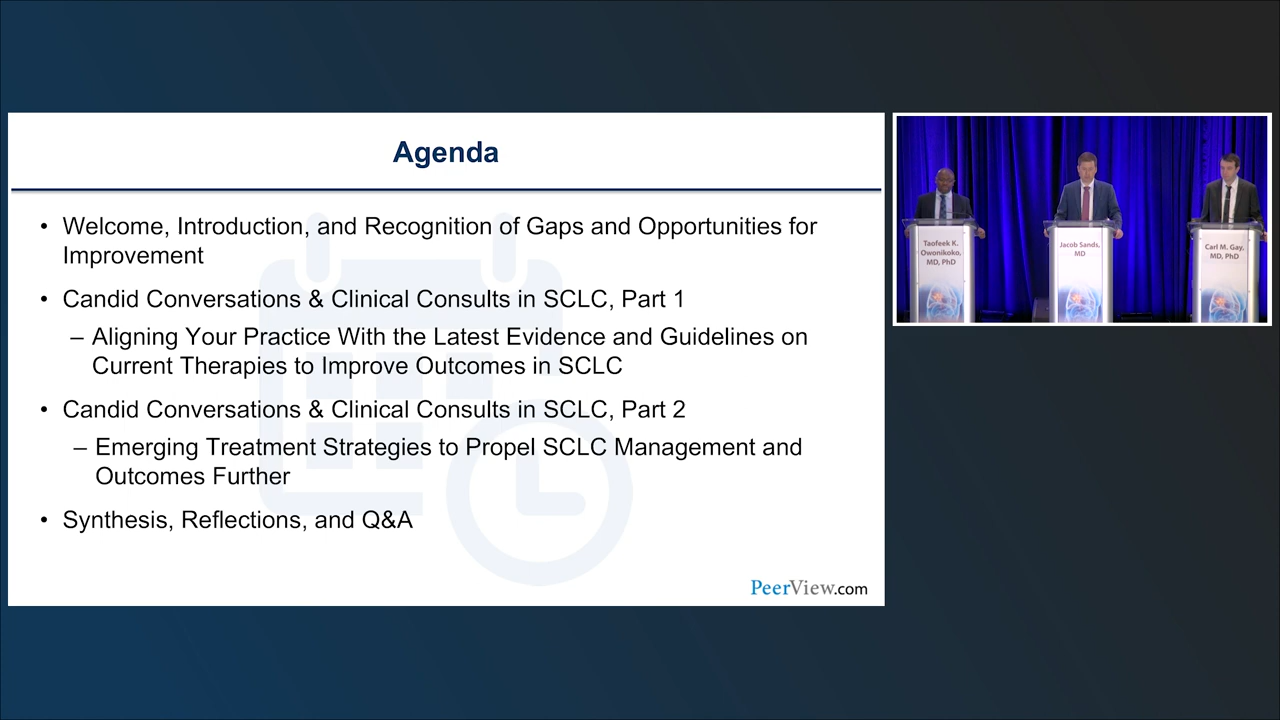 Agenda
• Welcome, Introduction, and Recognition of Gaps and Opportunities for
Improvement
• Candid Conversations & Clinical Consults in SCLC, Part 1
– Aligning Your Practice With the Latest Evidence and Guidelines on
Current Therapies to Improve Outcomes in SCLC
• Candid Conversations & Clinical Consults in SCLC, Part 2
– Emerging Treatment Strategies to Propel SCLC Management and
Outcomes Further
• Synthesis, Reflections, and Q&A
PeerView.com
Taofeek K.
Owonikoko,
MD, PhD
Jacob Sands,
MD
Carl M. Gay,
MD, PhD